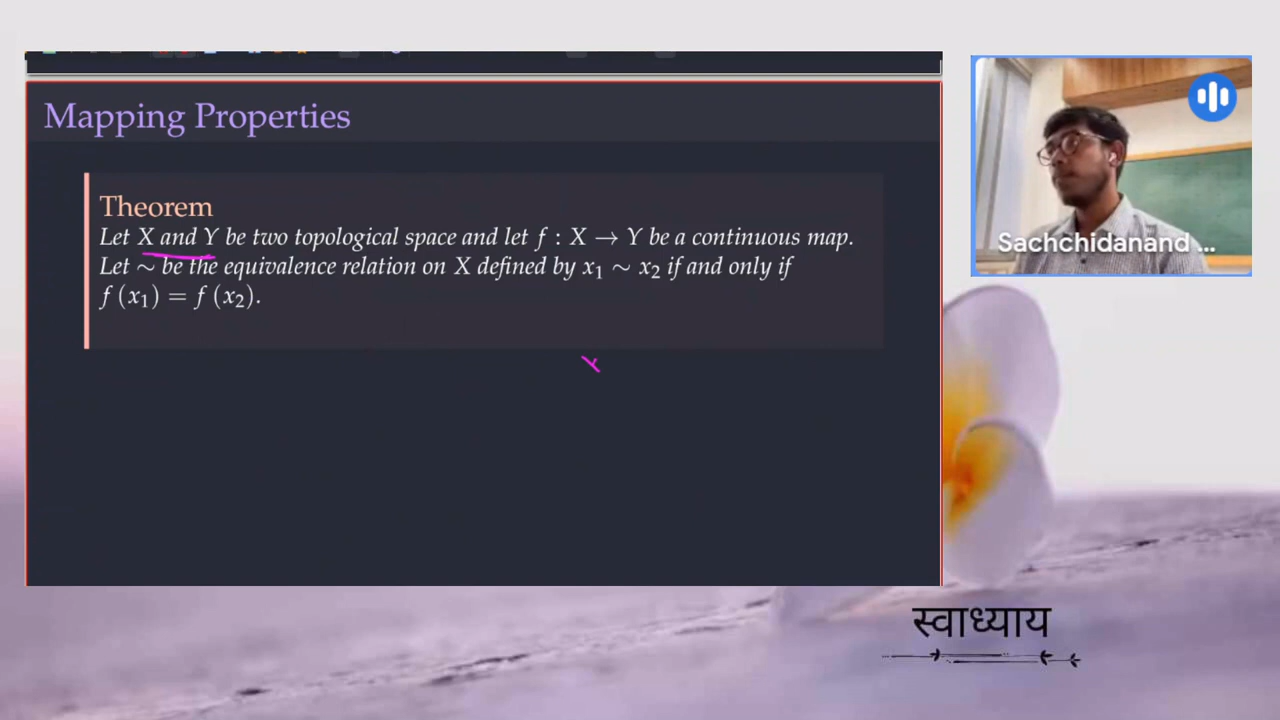 Mapping Properties
Theorem
Let X and Y be two topological space and let f : X → Y be a continuous map.
Let ∼ be the equivalence relation on X defined by x₁ ∼ x₂ if and only if
f (x₁) = f (x₂).
Sachchidanand ...
स्वाध्याय